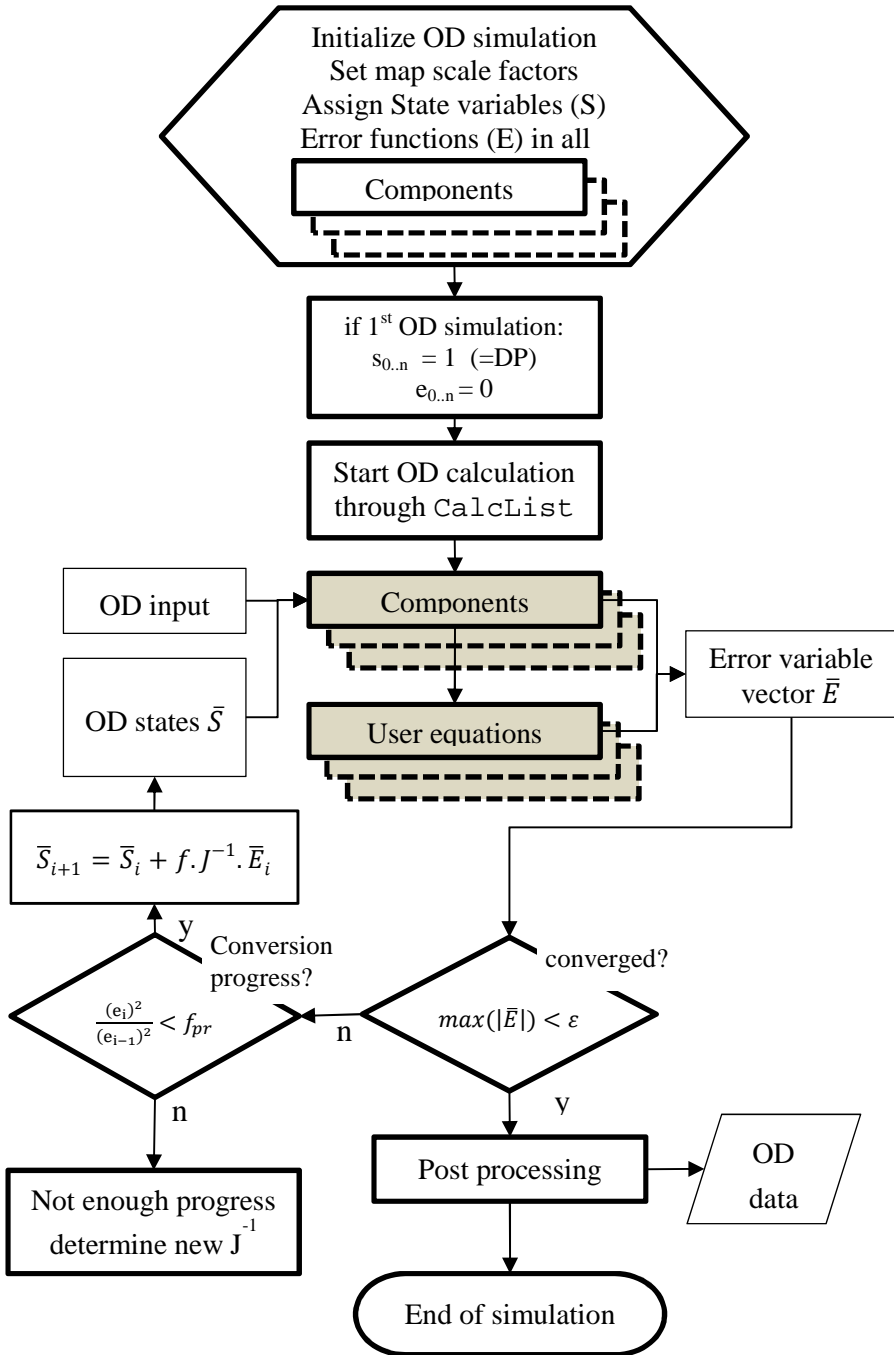 Initialize OD simulation
Set map scale factors
Assign State variables (S)
Error functions (E) in all
Components
if 1st OD simulation:
s0..n = 1 (=DP)
e0..n = 0
Start OD calculation
through CalcList
OD input
Components
OD states S̄
Error variable
vector Ē
User equations
S̄i+1 = S̄i + f.J⁻¹.Ēi
y
Conversion
progress?
(ei)²/(ei−1)² < fpr
n
converged?
max(|Ē|) < ε
n
y
Not enough progress
determine new J⁻¹
Post processing
OD
data
End of simulation